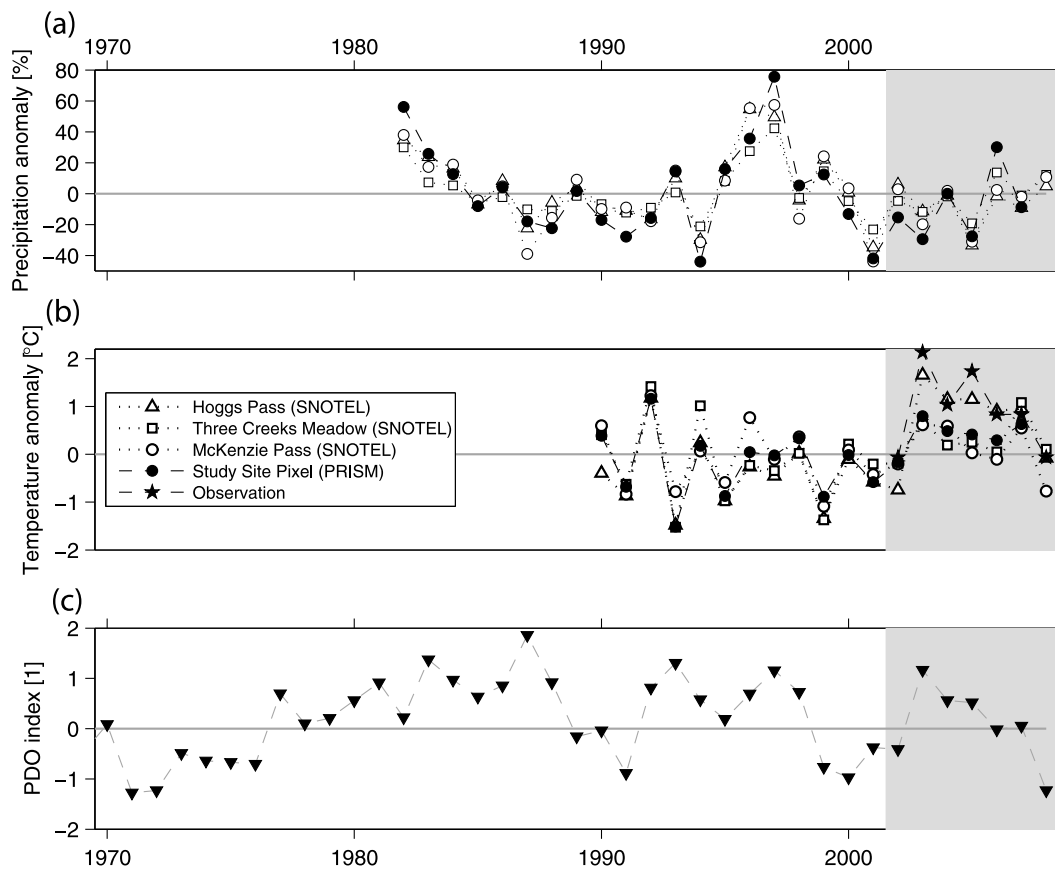 (a)
1970 1980 1990 2000
Precipitation anomaly [%]
80
60
40
20
0
−20
−40
(b)
Temperature anomaly [°C]
2
1
0
−1
−2
Hoggs Pass (SNOTEL)
Three Creeks Meadow (SNOTEL)
McKenzie Pass (SNOTEL)
Study Site Pixel (PRISM)
Observation
(c)
PDO index [1]
2
1
0
−1
−2
1970 1980 1990 2000